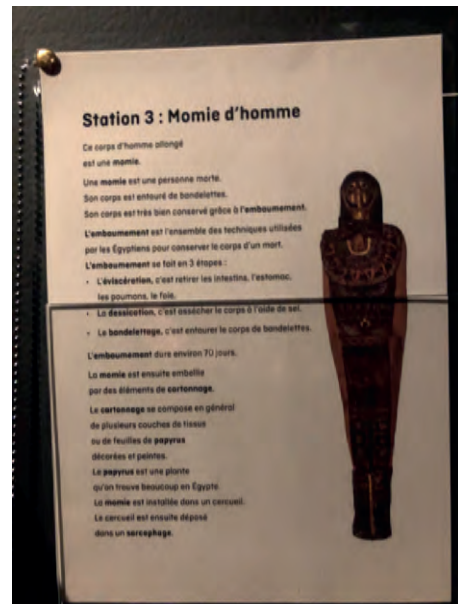 Station 3 : Momie d'homme
Ce corps d'homme allongé
est une momie.
Une momie est une personne morte.
Son corps est entouré de bandelettes.
Son corps est très bien conservé grâce à l'embaumement.
L'embaumement est l'ensemble des techniques utilisées
par les Égyptiens pour conserver le corps d'un mort.
L'embaumement se fait en 3 étapes :
• L'éviscération, c'est retirer les intestins, l'estomac,
les poumons, le foie.
• La dessication, c'est assécher le corps à l'aide de sel.
• Le bandelettage, c'est entourer le corps de bandelettes.
L'embaumement dure environ 70 jours.
La momie est ensuite embellie
par des éléments de cartonnage.
Le cartonnage se compose en général
de plusieurs couches de tissus
ou de feuilles de papyrus
décorées et peintes.
Le papyrus est une plante
qu'on trouve beaucoup en Égypte.
La momie est installée dans un cercueil.
Le cercueil est ensuite déposé
dans un sarcophage.